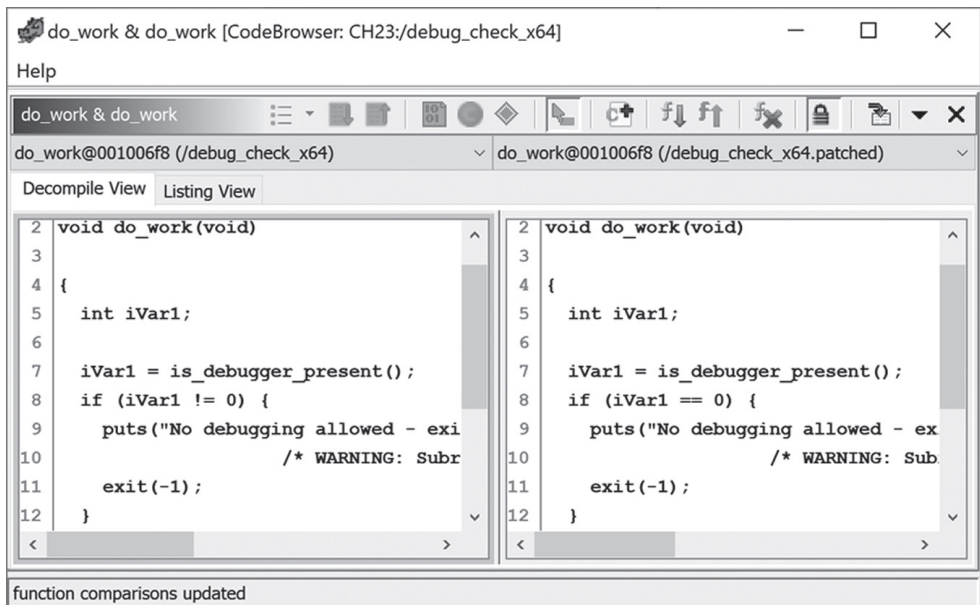 do_work & do_work [CodeBrowser: CH23:/debug_check_x64]
Help
do_work & do_work
do_work@001006f8 (/debug_check_x64)
do_work@001006f8 (/debug_check_x64.patched)
Decompile View
Listing View
2 void do_work(void)
3
4 {
5 int iVar1;
6
7 iVar1 = is_debugger_present();
8 if (iVar1 != 0) {
9 puts("No debugging allowed - exi
10 /* WARNING: Subr
11 exit(-1);
12 }
2 void do_work(void)
3
4 {
5 int iVar1;
6
7 iVar1 = is_debugger_present();
8 if (iVar1 == 0) {
9 puts("No debugging allowed - ex
10 /* WARNING: Sub
11 exit(-1);
12 }
function comparisons updated